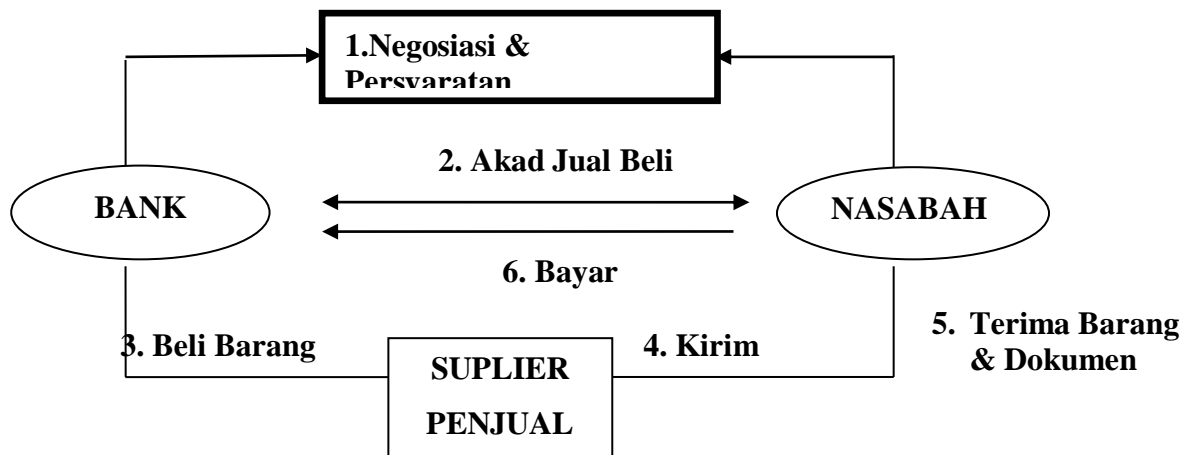 1.Negosiasi &
Persyaratan
2. Akad Jual Beli
BANK
NASABAH
6. Bayar
3. Beli Barang
4. Kirim
5. Terima Barang
& Dokumen
SUPLIER
PENJUAL